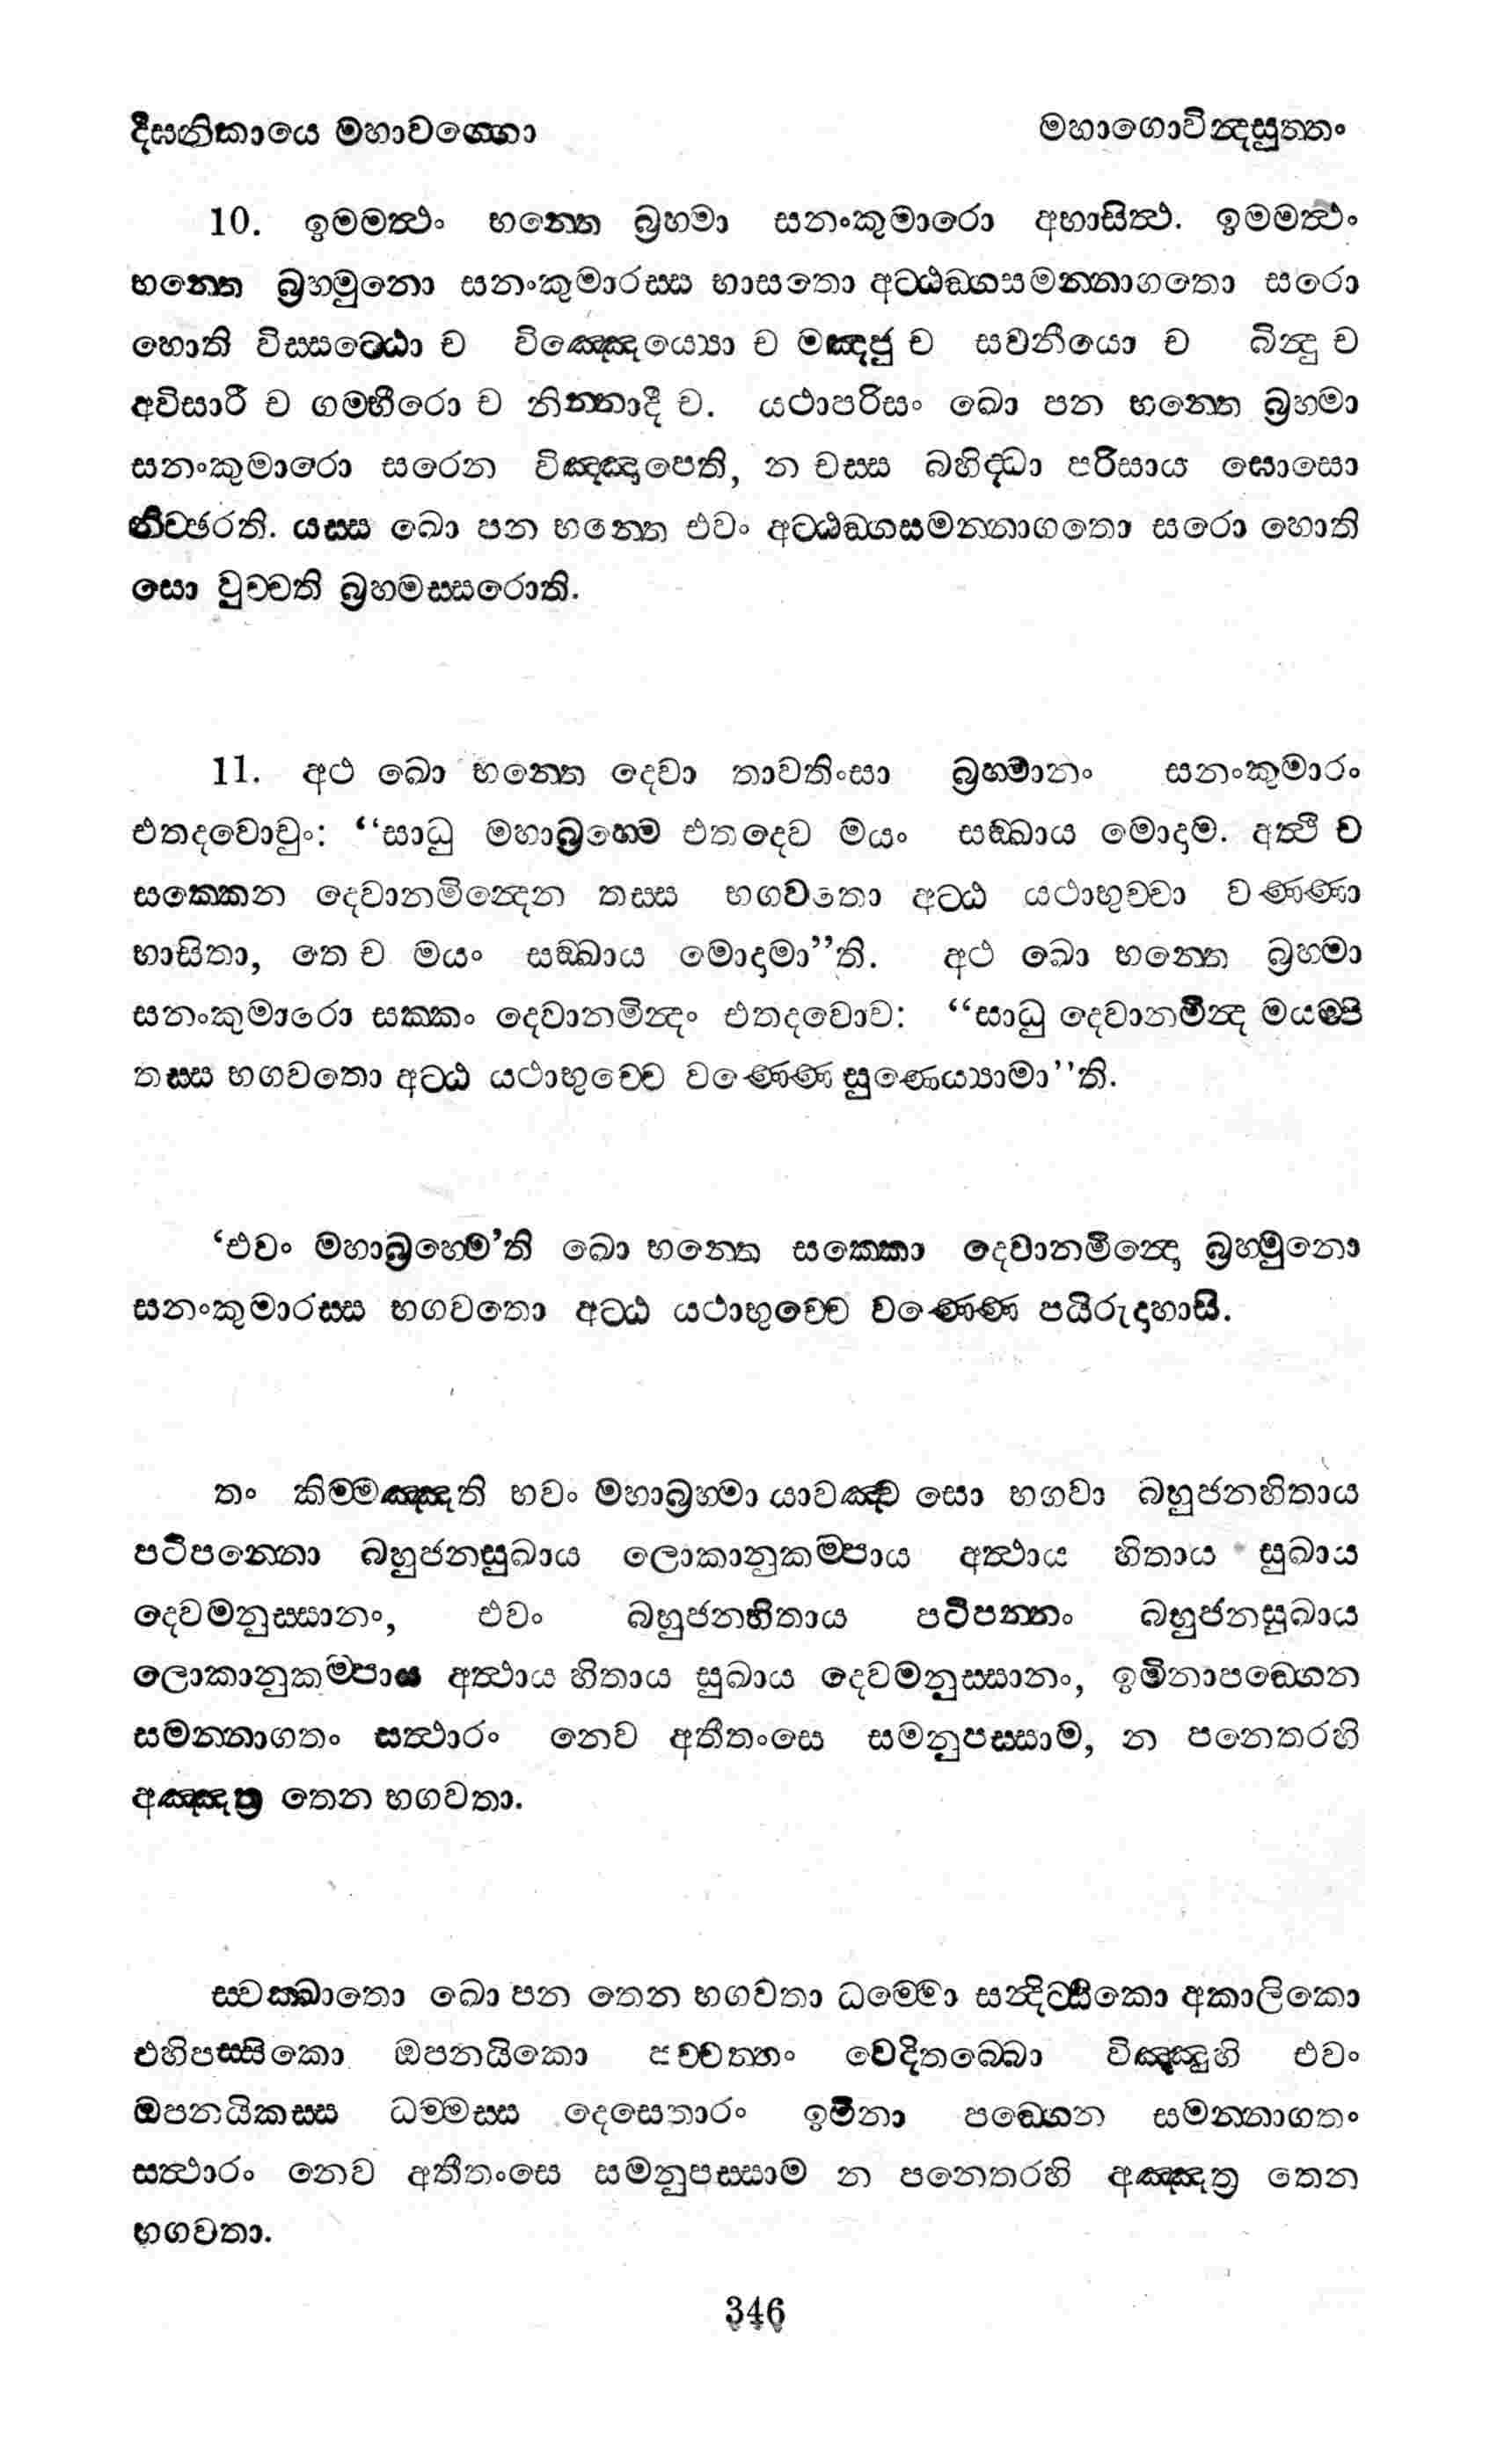 දීඝනිකායෙ මහාවග්ගො
මහාගොවින්දසුත්තං
10. ඉමමත්ථං භන්තෙ බ්‍රහ්මා සනංකුමාරො අභාසිත්ථ. ඉමමත්ථං
භන්තෙ බ්‍රහ්මුනො සනංකුමාරස්ස භාසතො අට්ඨඞ්ගසමන්නාගතො සරො
හොති විස්සට්ඨො ච විඤ්ඤෙය්‍යො ච මඤ්ජු ච සවනීයො ච බින්දු ච
අවිසාරී ච ගම්භීරො ච නින්නාදී ච. යථාපරිසං ඛො පන භන්තෙ බ්‍රහ්මා
සනංකුමාරො සරෙන විඤ්ඤාපෙති, න චස්ස බහිද්ධා පරිසාය ඝොසො
නිච්ඡරති. යස්ස ඛො පන භන්තෙ එවං අට්ඨඞ්ගසමන්නාගතො සරො හොති
සො වුච්චති බ්‍රහ්මස්සරොති.
11. අථ ඛො භන්තෙ දෙවා තාවතිංසා බ්‍රහ්මානං සනංකුමාරං
එතදවොචුං: “සාධු මහාබ්‍රහ්මෙ එතදෙව මයං සඞ්ඛාය මොදාම. අත්ථි ච
සක්කෙන දෙවානමින්දෙන තස්ස භගවතො අට්ඨ යථාභුච්චා වණ්ණා
භාසිතා, තෙ ච මයං සඞ්ඛාය මොදාමා”ති. අථ ඛො භන්තෙ බ්‍රහ්මා
සනංකුමාරො සක්කං දෙවානමින්දං එතදවොච: “සාධු දෙවානමින්ද මයම්පි
තස්ස භගවතො අට්ඨ යථාභුච්චෙ වණ්ණෙ සුණෙය්‍යාමා”ති.
‘එවං මහාබ්‍රහ්මෙ’ති ඛො භන්තෙ සක්කො දෙවානමින්දො බ්‍රහ්මුනො
සනංකුමාරස්ස භගවතො අට්ඨ යථාභුච්චෙ වණ්ණෙ පයිරුදාහාසි.
තං කිම්මඤ්ඤති භවං මහාබ්‍රහ්මා යාවඤ්ච සො භගවා බහුජනහිතාය
පටිපන්නො බහුජනසුඛාය ලොකානුකම්පාය අත්ථාය හිතාය සුඛාය
දෙවමනුස්සානං, එවං බහුජනහිතාය පටිපන්නං බහුජනසුඛාය
ලොකානුකම්පාය අත්ථාය හිතාය සුඛාය දෙවමනුස්සානං, ඉමිනාපඞ්ගෙන
සමන්නාගතං සත්ථාරං නෙව අතීතංසෙ සමනුපස්සාම, න පනෙතරහි
අඤ්ඤත්‍ර තෙන භගවතා.
ස්වක්ඛාතො ඛො පන තෙන භගවතා ධම්මො සන්දිට්ඨිකො අකාලිකො
එහිපස්සිකො ඔපනයිකො පච්චත්තං වෙදිතබ්බො විඤ්ඤූහි එවං
ඔපනයිකස්ස ධම්මස්ස දෙසෙතාරං ඉමිනා පඞ්ගෙන සමන්නාගතං
සත්ථාරං නෙව අතීතංසෙ සමනුපස්සාම න පනෙතරහි අඤ්ඤත්‍ර තෙන
භගවතා.
346